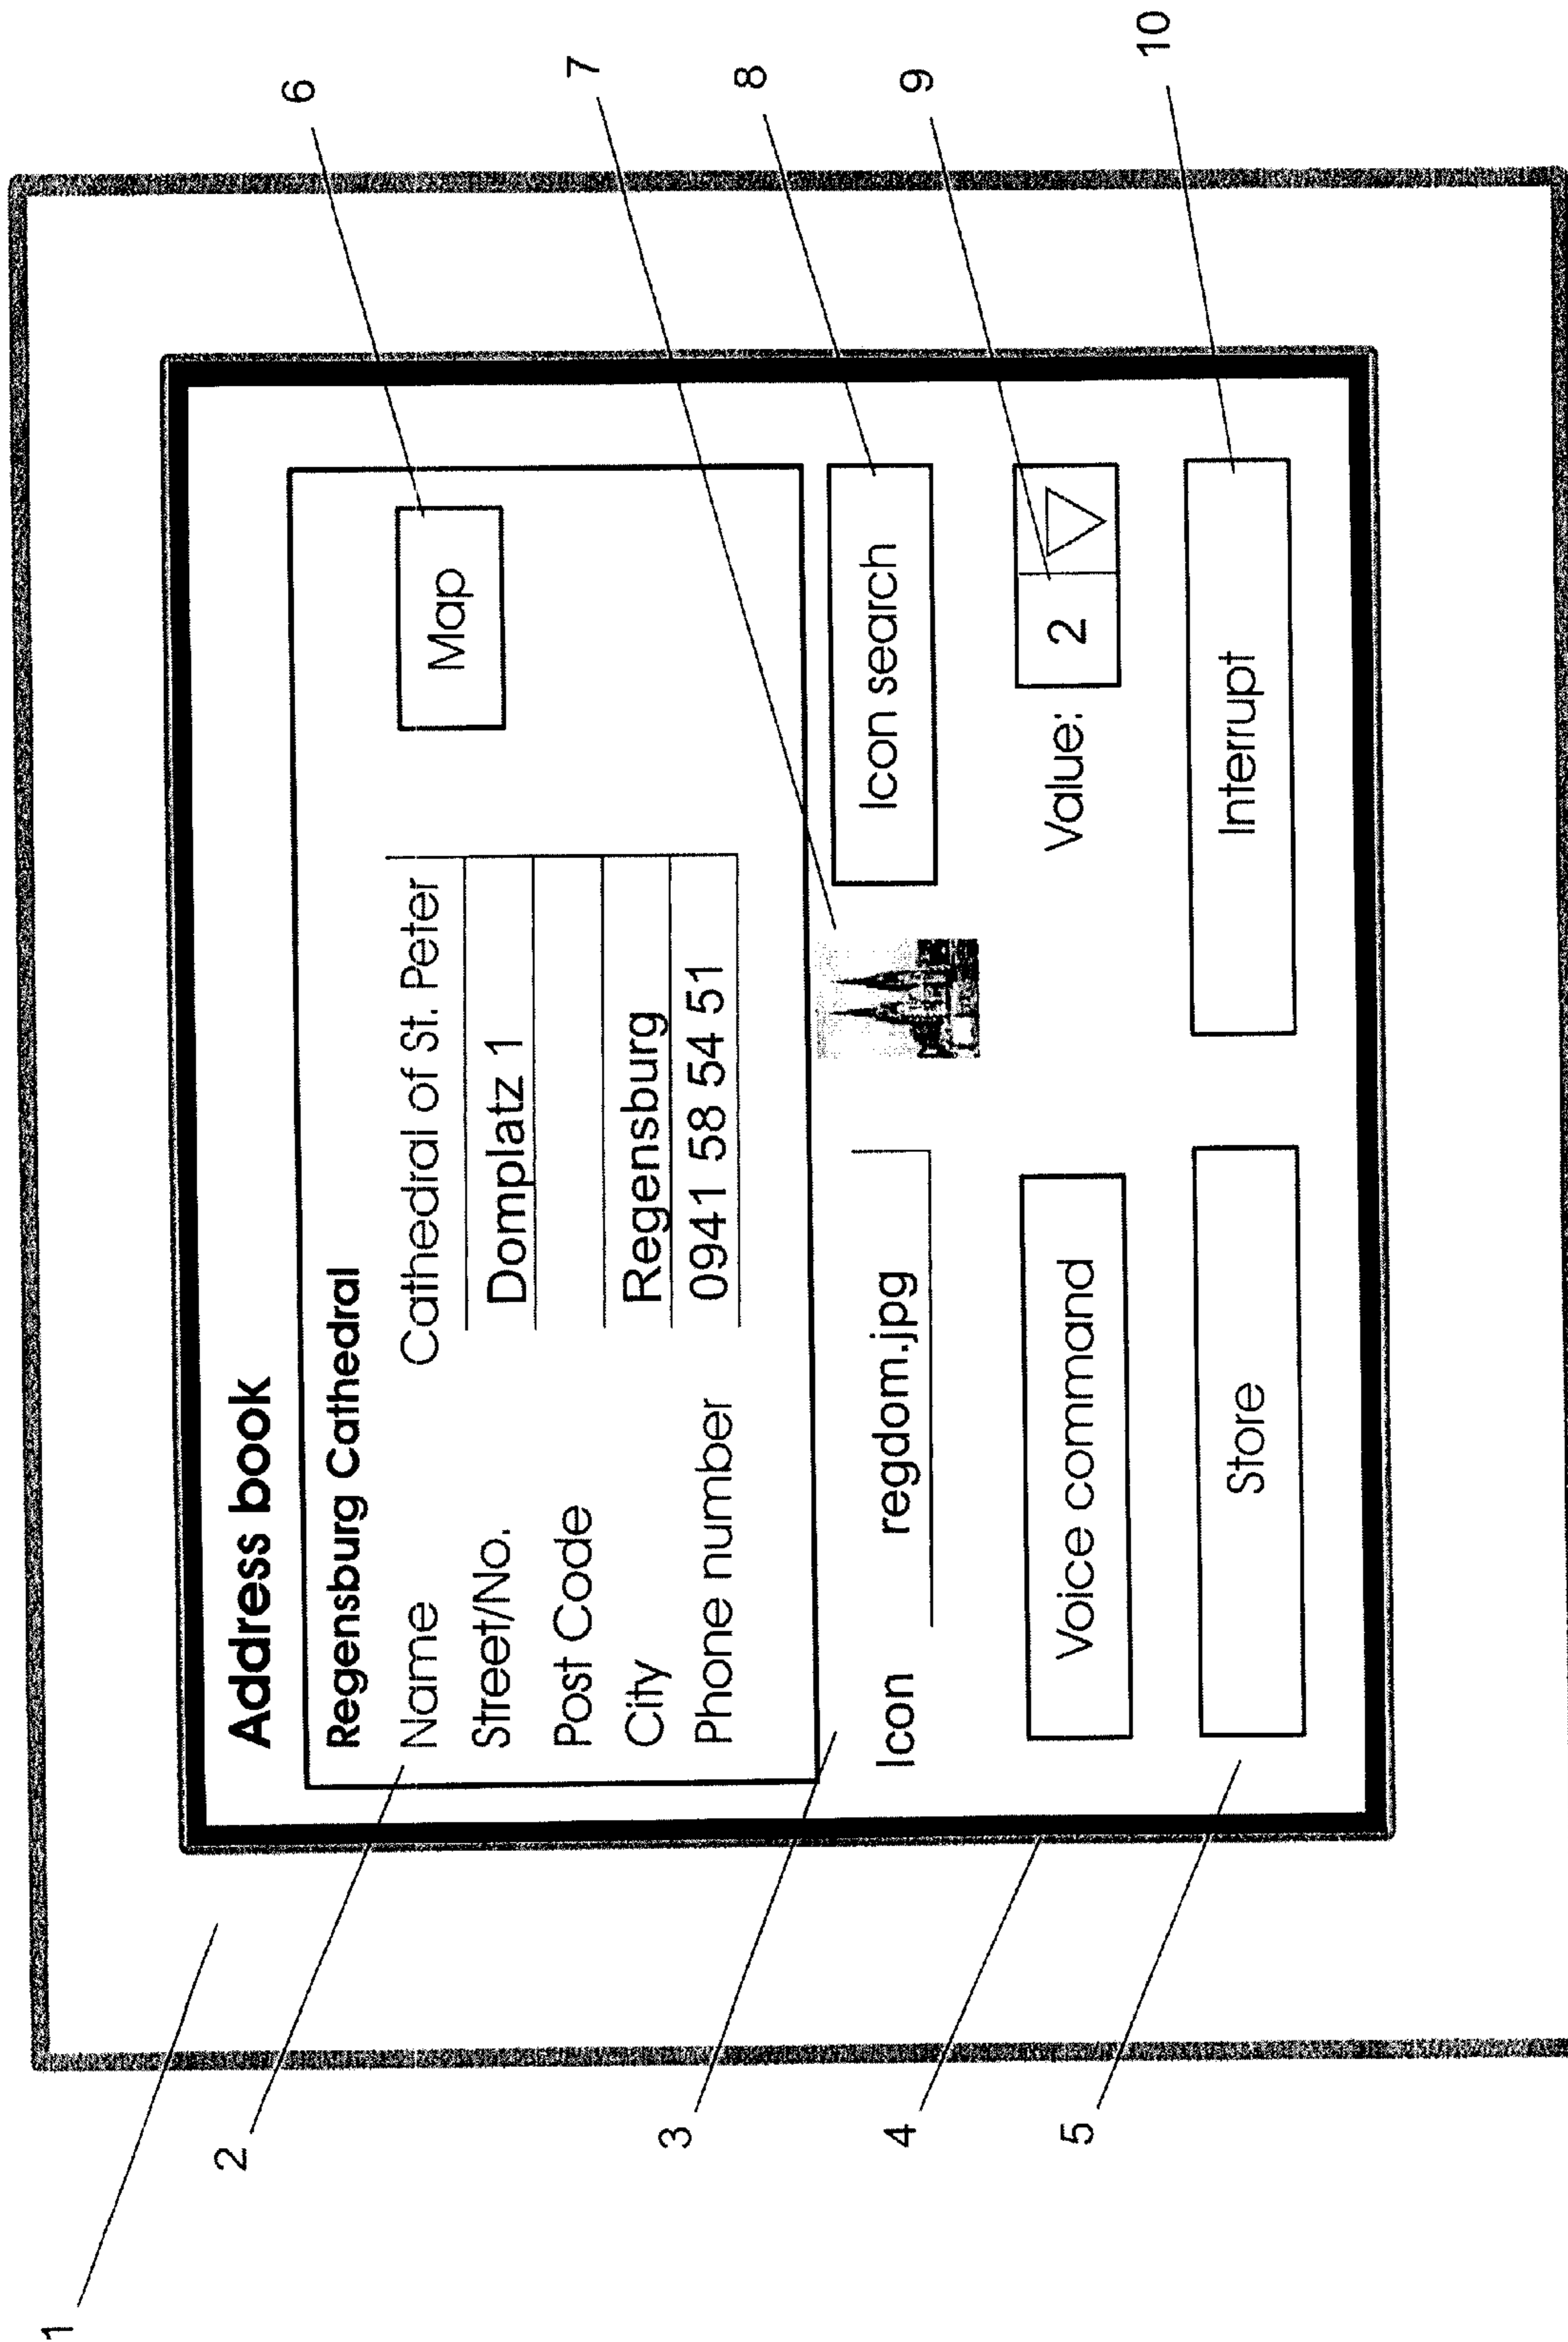 Address book
Regensburg Cathedral
Name Cathedral of St. Peter
Map
Street/No. Domplatz 1
Post Code
City Regensburg
Phone number 0941 58 54 51
Icon regdom.jpg
Icon search
Voice command
Value: 2
Store
Interrupt
1
2
3
4
5
6
7
8
9
10